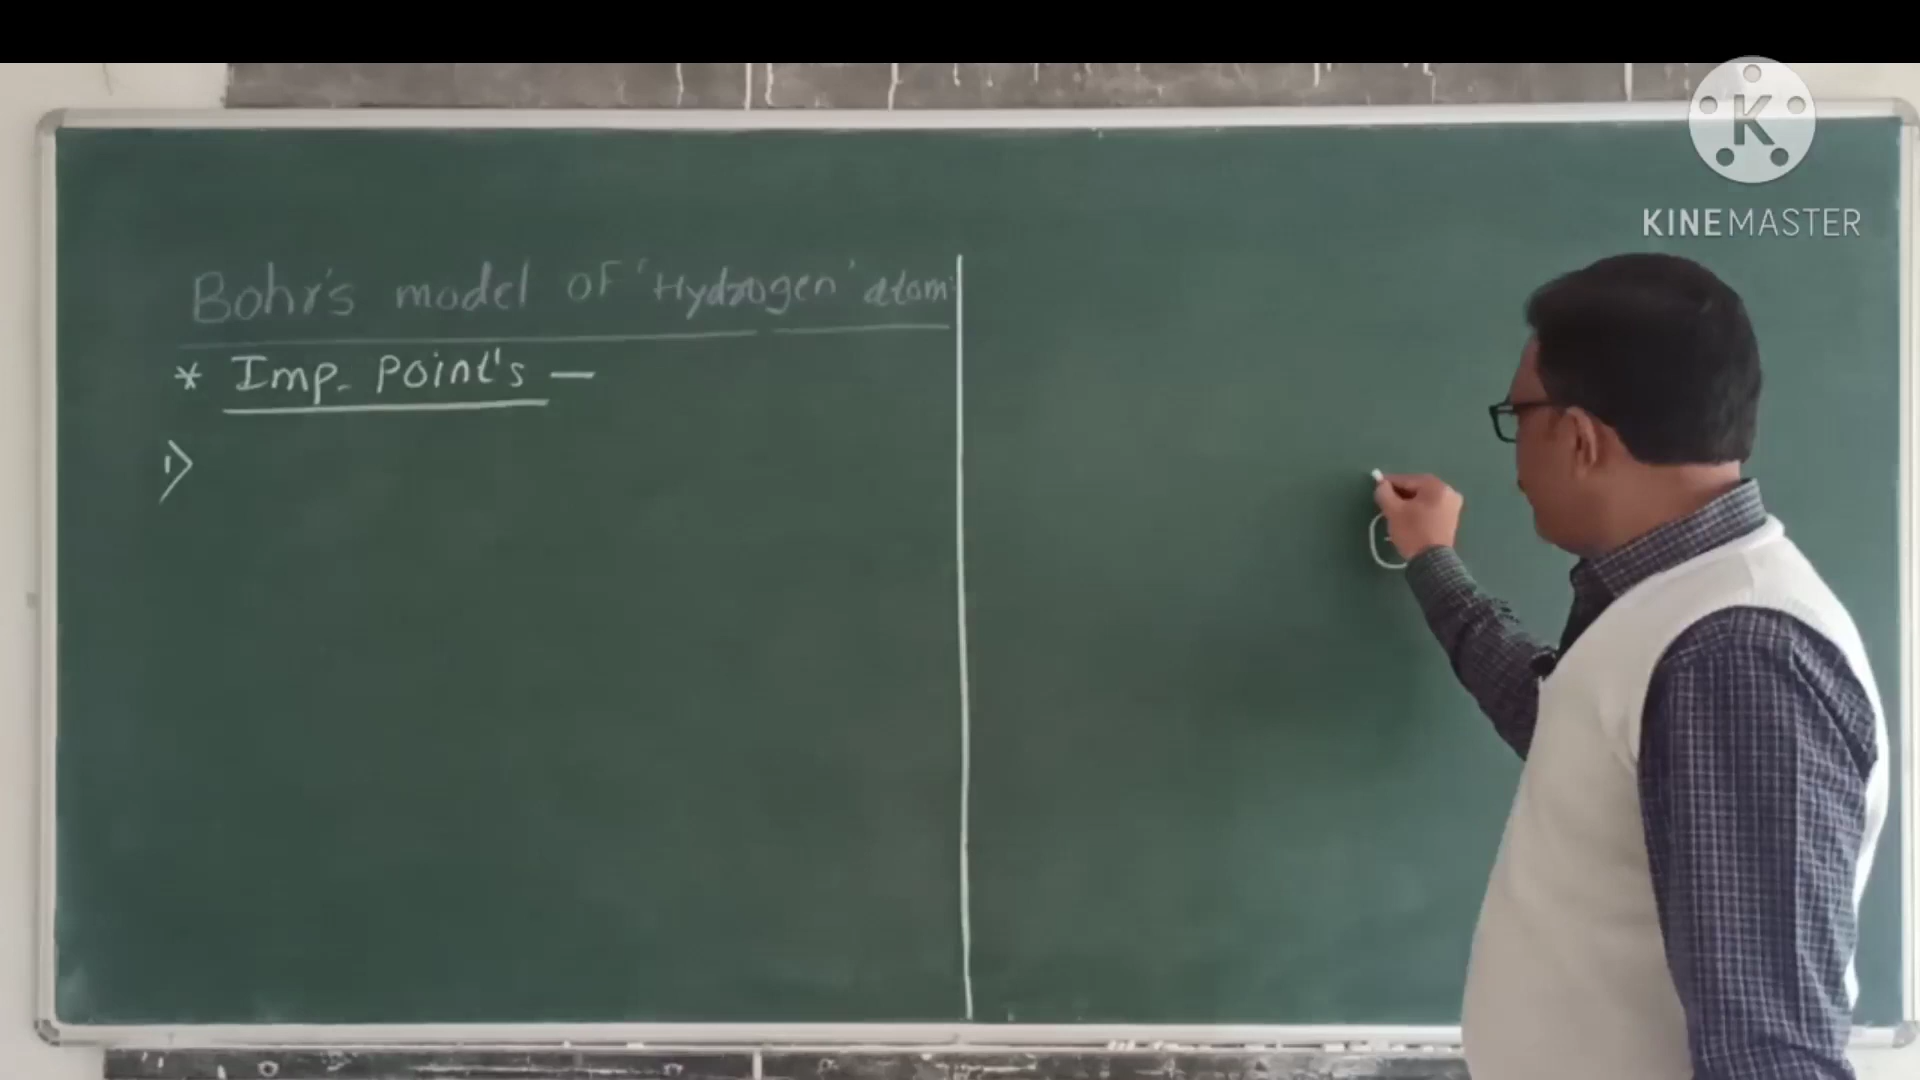 Bohr's model of 'Hydrogen' atom
* Imp. Point's —
1)
K
KINEMASTER